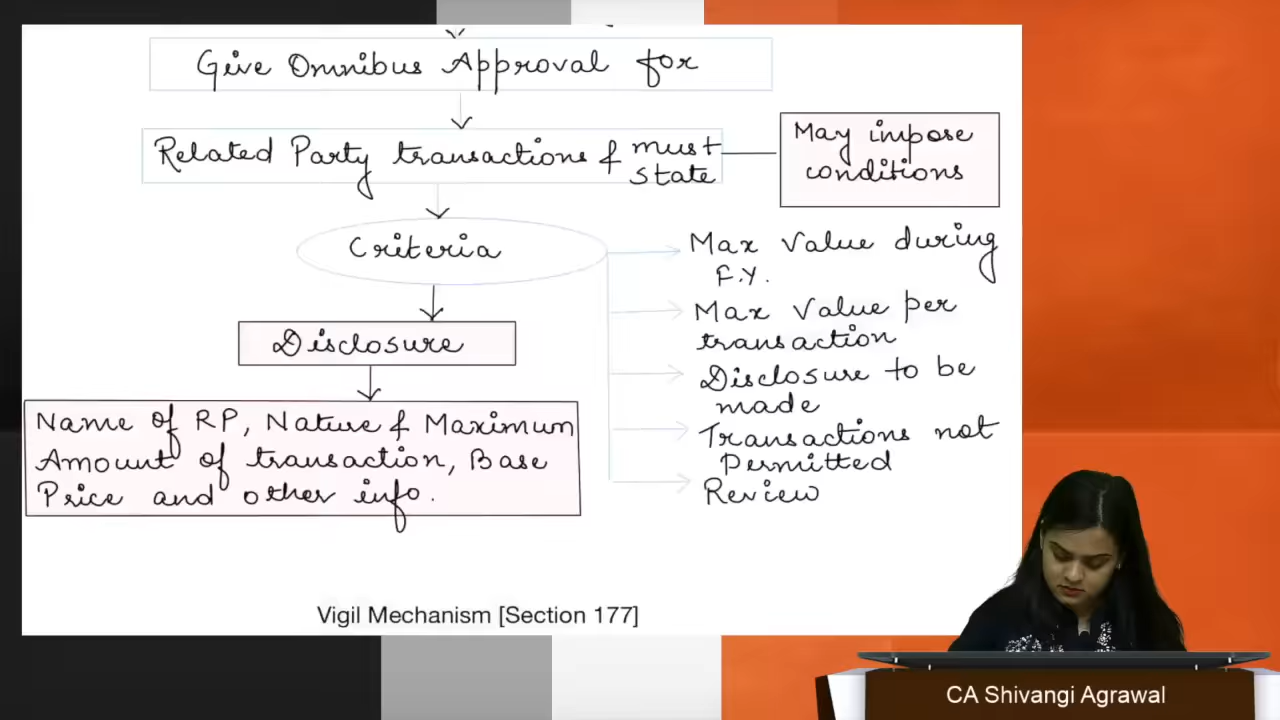 Give Omnibus Approval for
Related Party transactions & must
state
May impose
conditions
Criteria
Max Value during
F.Y.
Max Value per
transaction
Disclosure to be
made
Transactions not
Permitted
Review
Disclosure
Name of RP, Nature & Maximum
Amount of transaction, Base
Price and other info.
Vigil Mechanism [Section 177]
CA Shivangi Agrawal